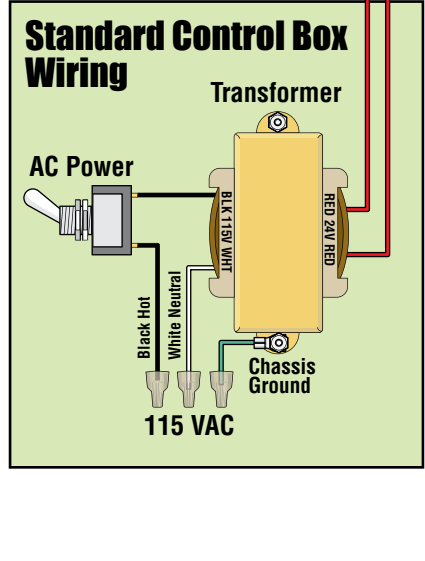 Standard Control Box
Wiring
Transformer
AC Power
BLK 115V WHT
RED 24V RED
Black Hot
White Neutral
Chassis
Ground
115 VAC